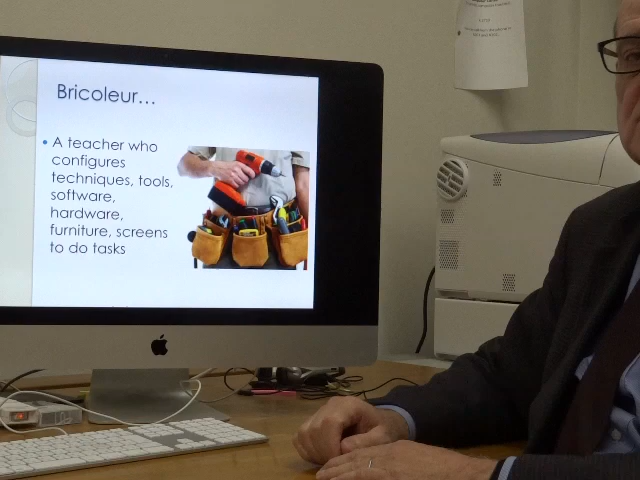 Bricoleur...
• A teacher who
configures
techniques, tools,
software,
hardware,
furniture, screens
to do tasks